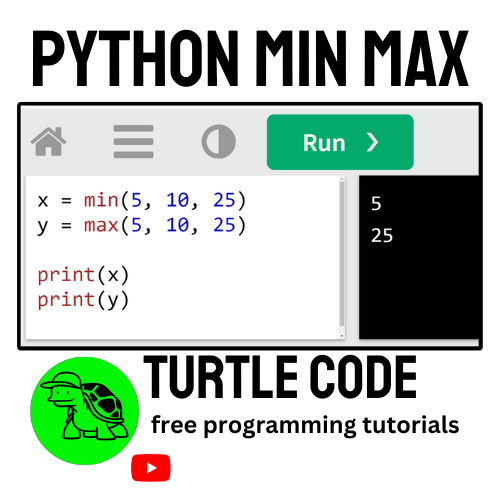 PYTHON MIN MAX
Run ❯
x = min(5, 10, 25)
y = max(5, 10, 25)
print(x)
print(y)
5
25
TURTLE CODE
free programming tutorials